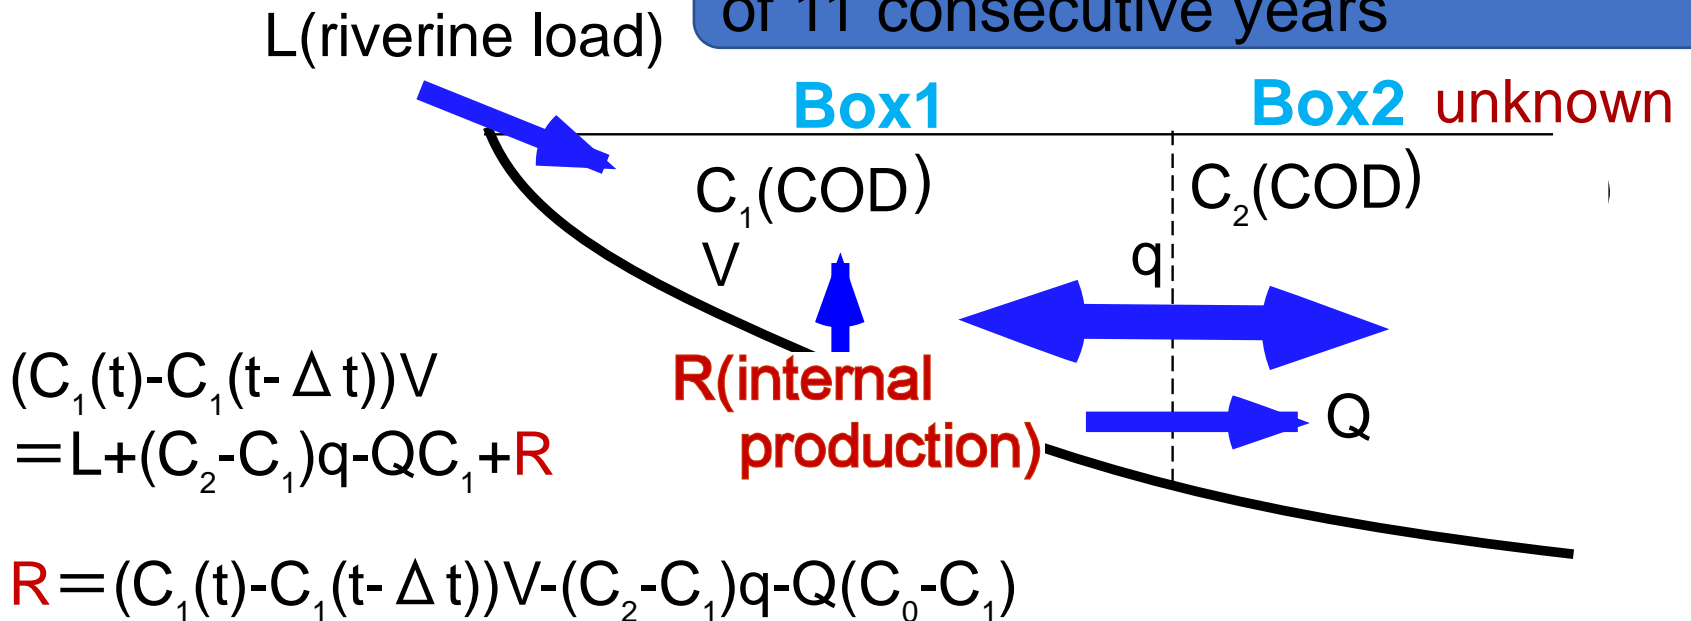 of 11 consecutive years
L(riverine load)
Box1
Box2 unknown
C₁(COD)
C₂(COD)
V
q
R(internal
production)
Q
(C₁(t)-C₁(t-Δt))V
=L+(C₂-C₁)q-QC₁+R
R=(C₁(t)-C₁(t-Δt))V-(C₂-C₁)q-Q(C₀-C₁)